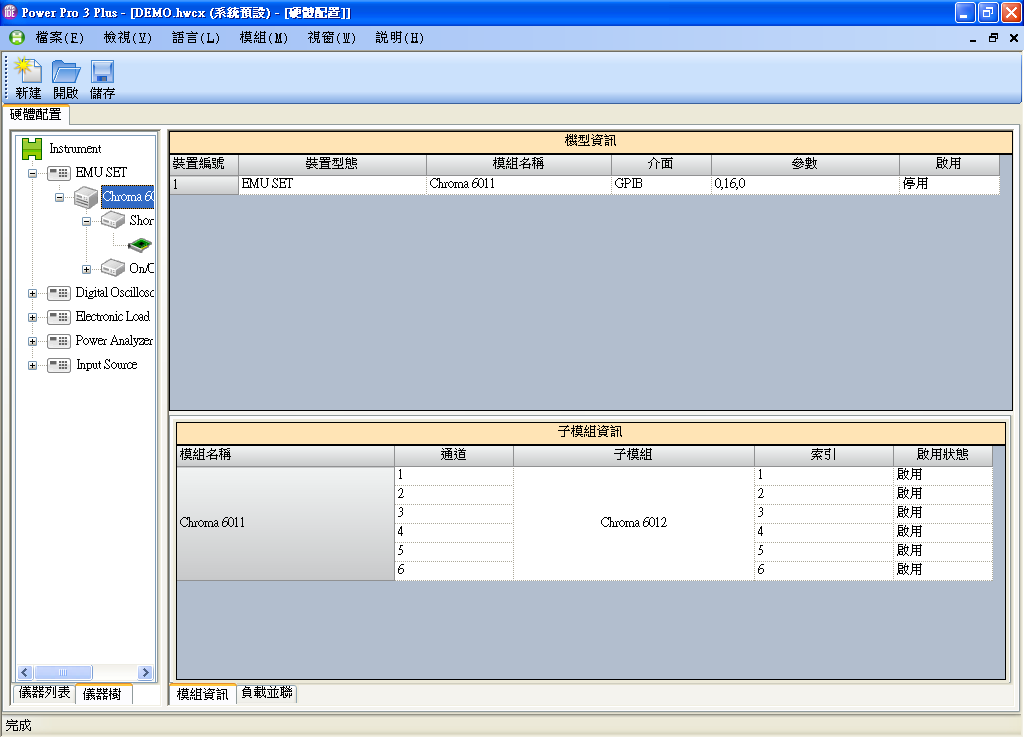 Power Pro 3 Plus - [DEMO.hwcx (系統預設) - [硬體配置]]
檔案(F) 檢視(V) 語言(L) 模組(M) 視窗(W) 說明(H)
新建 開啟 儲存
硬體配置
Instrument
EMU SET
Chroma 60
Shor
On/C
Digital Oscillosc
Electronic Load
Power Analyzer
Input Source
儀器列表 儀器樹
機型資訊
裝置編號 裝置型態 模組名稱 介面 參數 啟用
1 EMU SET Chroma 6011 GPIB 0,16,0 停用
子模組資訊
模組名稱 通道 子模組 索引 啟用狀態
1 1 啟用
2 2 啟用
3 3 啟用
Chroma 6011 Chroma 6012
4 4 啟用
5 5 啟用
6 6 啟用
模組資訊 負載並聯
完成